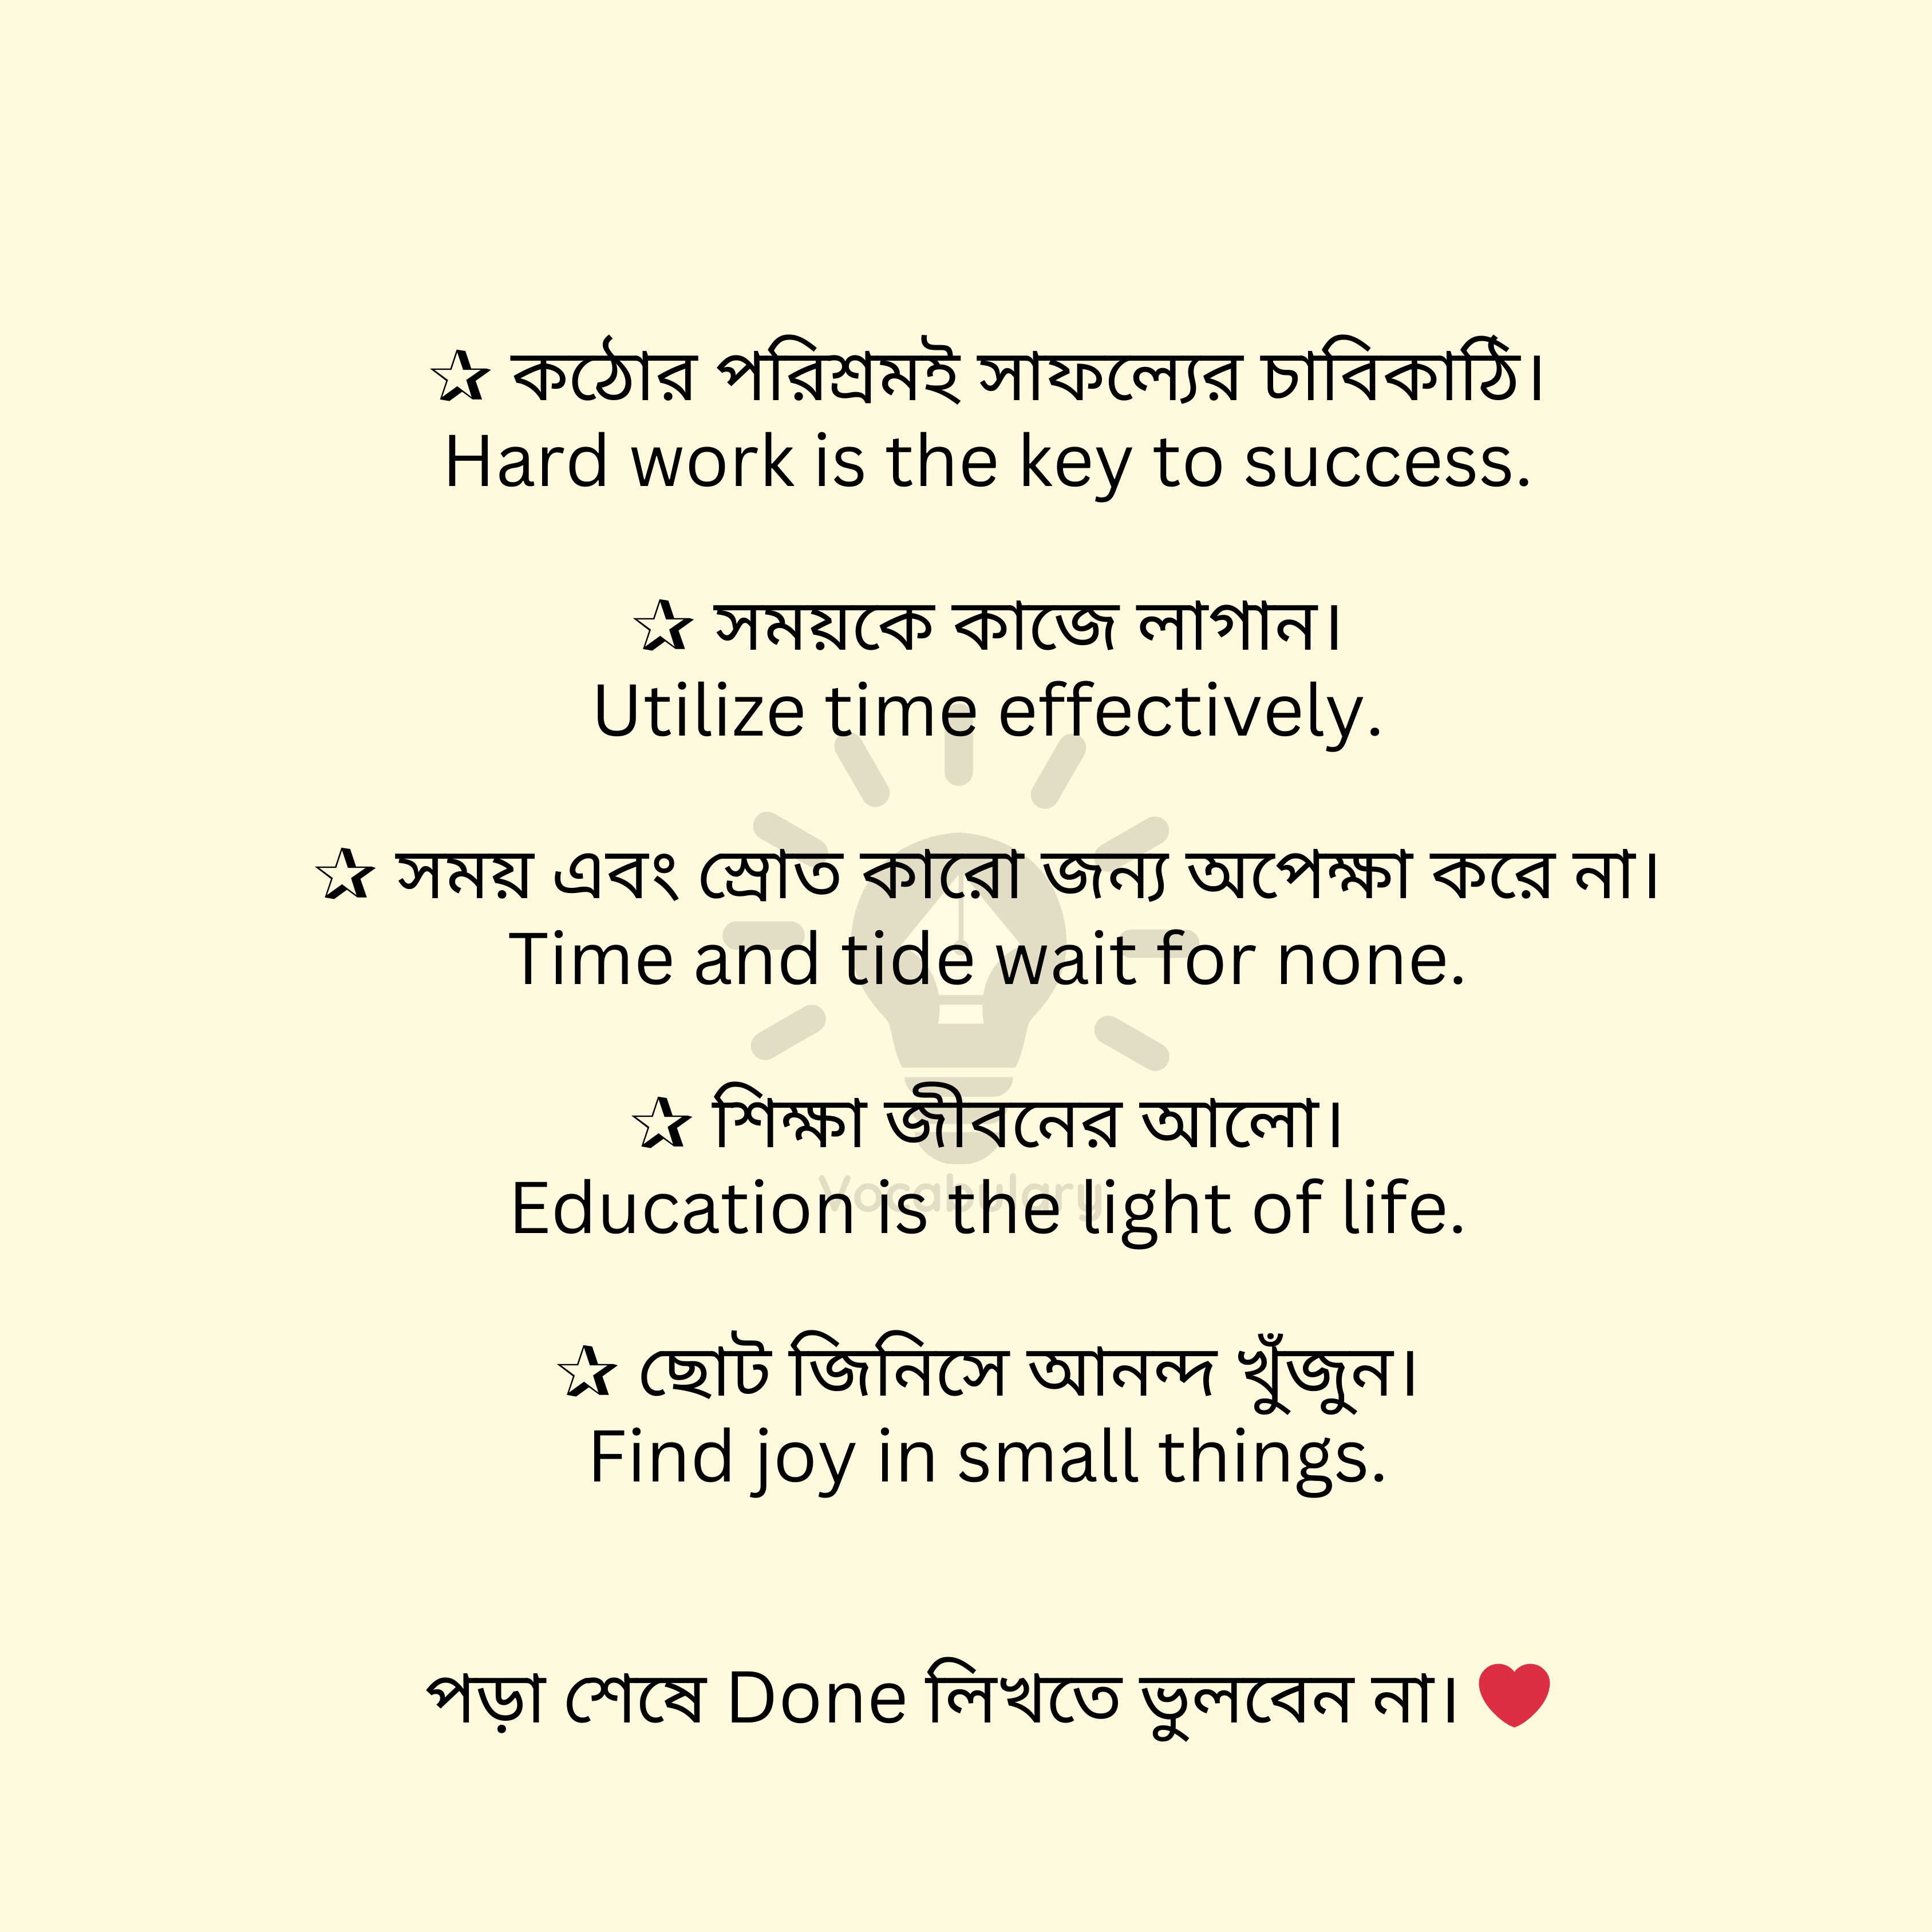 ✰ কঠোর পরিশ্রমই সাফল্যের চাবিকাঠি।
Hard work is the key to success.
✰ সময়কে কাজে লাগান।
Utilize time effectively.
✰ সময় এবং স্রোত কারো জন্য অপেক্ষা করে না।
Time and tide wait for none.
✰ শিক্ষা জীবনের আলো।
Vocabulary
Education is the light of life.
✰ ছোট জিনিসে আনন্দ খুঁজুন।
Find joy in small things.
পড়া শেষে Done লিখতে ভুলবেন না। ❤️